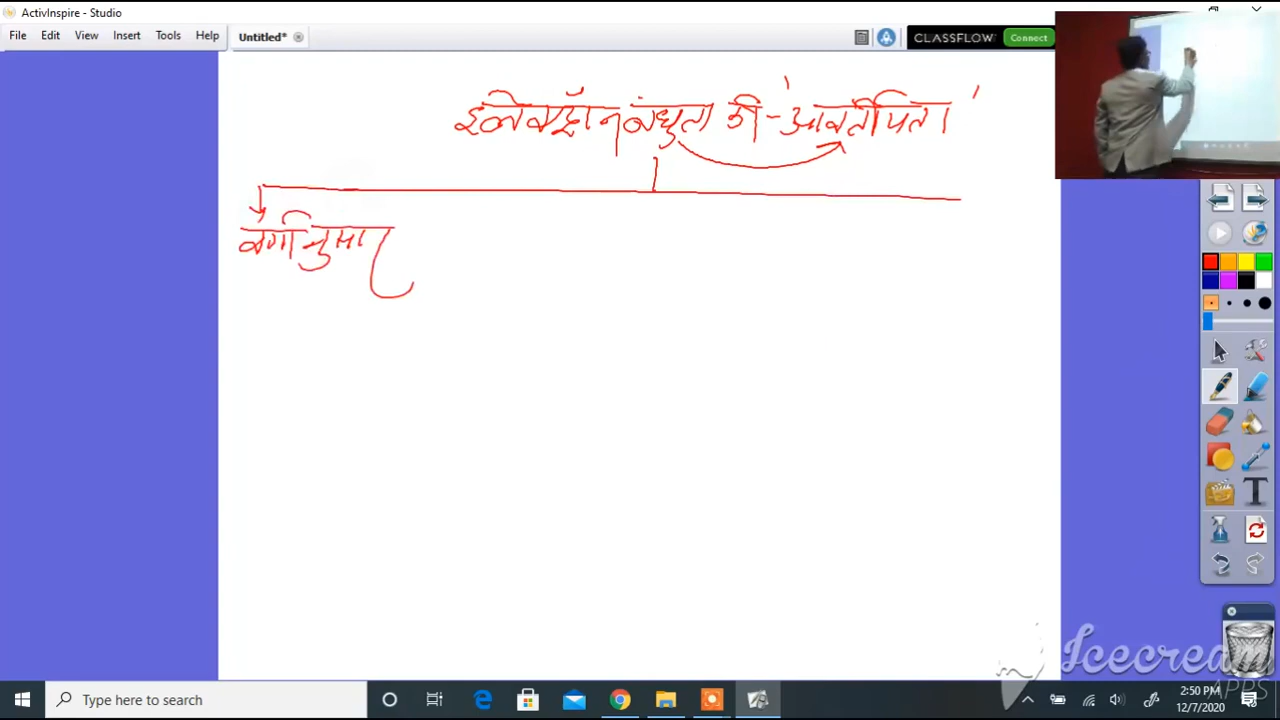 ActivInspire - Studio
File Edit View Insert Tools Help
Untitled*
CLASSFLOW Connect
इलेक्ट्रॉन बंधुता की - 'आवर्तीयता'
वर्गानुसार
Icecream
APPS
Type here to search
2:50 PM
12/7/2020